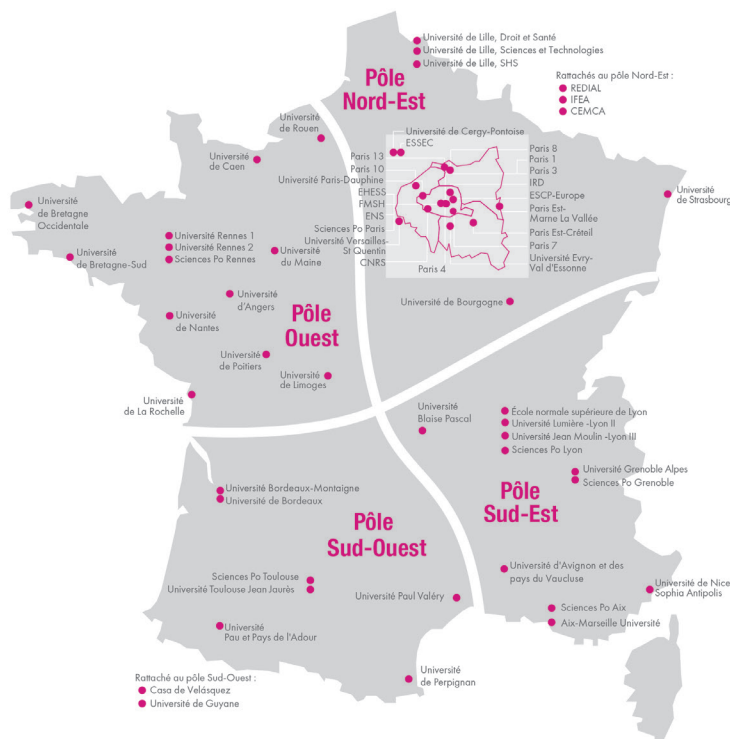 Université de Lille, Droit et Santé
Université de Lille, Sciences et Technologies
Université de Lille, SHS
Pôle
Nord-Est
Rattachés au pôle Nord-Est :
REDIAL
IFEA
CEMCA
Université
de Rouen
Université
de Caen
Université de Cergy-Pontoise
ESSEC
Paris 13
Paris 10
Université Paris-Dauphine
EHESS
FMSH
ENS
Sciences Po Paris
Université Versailles-
St Quentin
CNRS
Paris 4
Paris 8
Paris 1
Paris 3
IRD
ESCP-Europe
Paris Est-
Marne La Vallée
Paris Est-Créteil
Paris 7
Université Evry-
Val d'Essonne
Université
de Strasbourg
Université
de Bretagne
Occidentale
Université
de Bretagne-Sud
Université Rennes 1
Université Rennes 2
Sciences Po Rennes
Université
du Maine
Université
d'Angers
Université
de Nantes
Pôle
Ouest
Université de Bourgogne
Université
de Poitiers
Université
de Limoges
Université
de La Rochelle
Université
Blaise Pascal
École normale supérieure de Lyon
Université Lumière -Lyon II
Université Jean Moulin -Lyon III
Sciences Po Lyon
Université Grenoble Alpes
Sciences Po Grenoble
Pôle
Sud-Est
Université Bordeaux-Montaigne
Université de Bordeaux
Pôle
Sud-Ouest
Sciences Po Toulouse
Université Toulouse Jean Jaurès
Université Paul Valéry
Université d'Avignon et des
pays du Vaucluse
Université de Nice
Sophia Antipolis
Sciences Po Aix
Aix-Marseille Université
Université
Pau et Pays de l'Adour
Université
de Perpignan
Rattaché au pôle Sud-Ouest :
Casa de Velásquez
Université de Guyane